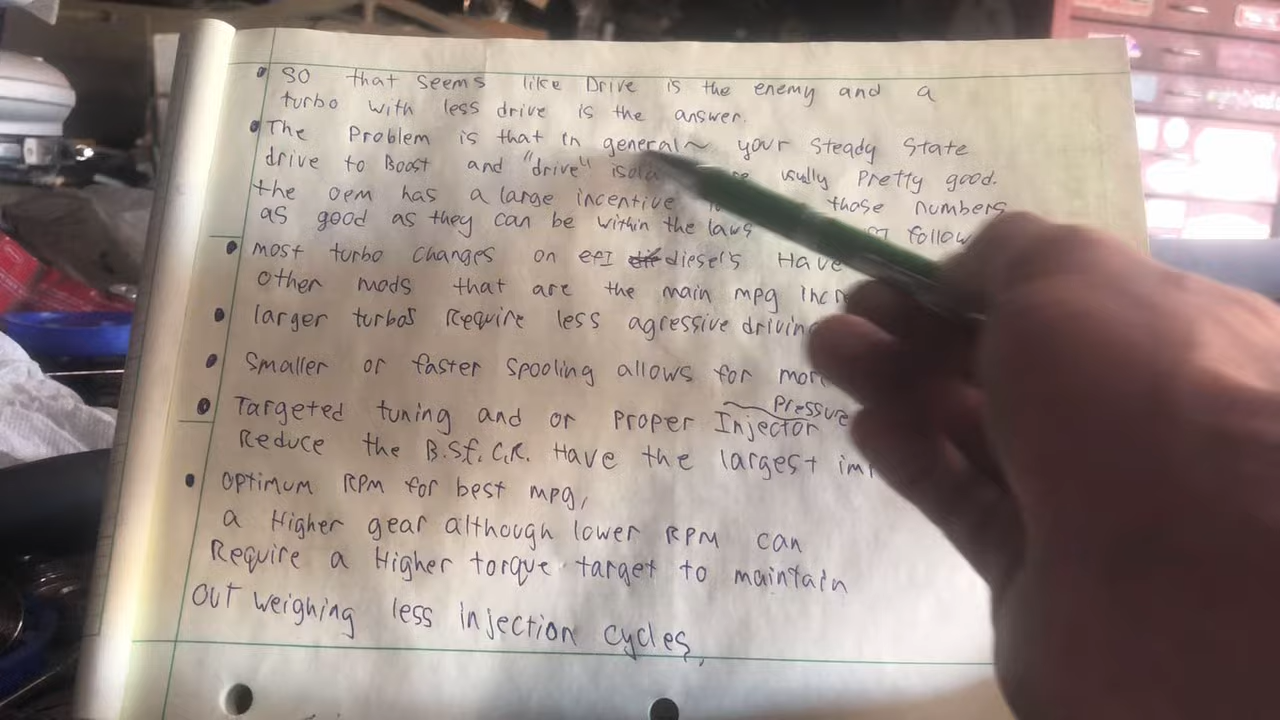 SO that seems like Drive is the enemy and a
turbo with less drive is the answer.
The Problem is that in general~ your Steady State
drive to Boost and "drive" usully Pretty good.
the oem has a large incentive those numbers
as good as they can be within the laws follow
most turbo changes on efI diesel's Have
Other mods that are the main mpg
larger turbos Require less agressive driving
Smaller or faster Spooling allows for
Targeted tuning and or Proper Injector Pressure
Reduce the B.S.f.C.R. Have the largest
OPtimum RPM for best mpg,
a Higher gear although lower RPM can
Require a Higher torque target to maintain
out weighing less injection cycles,